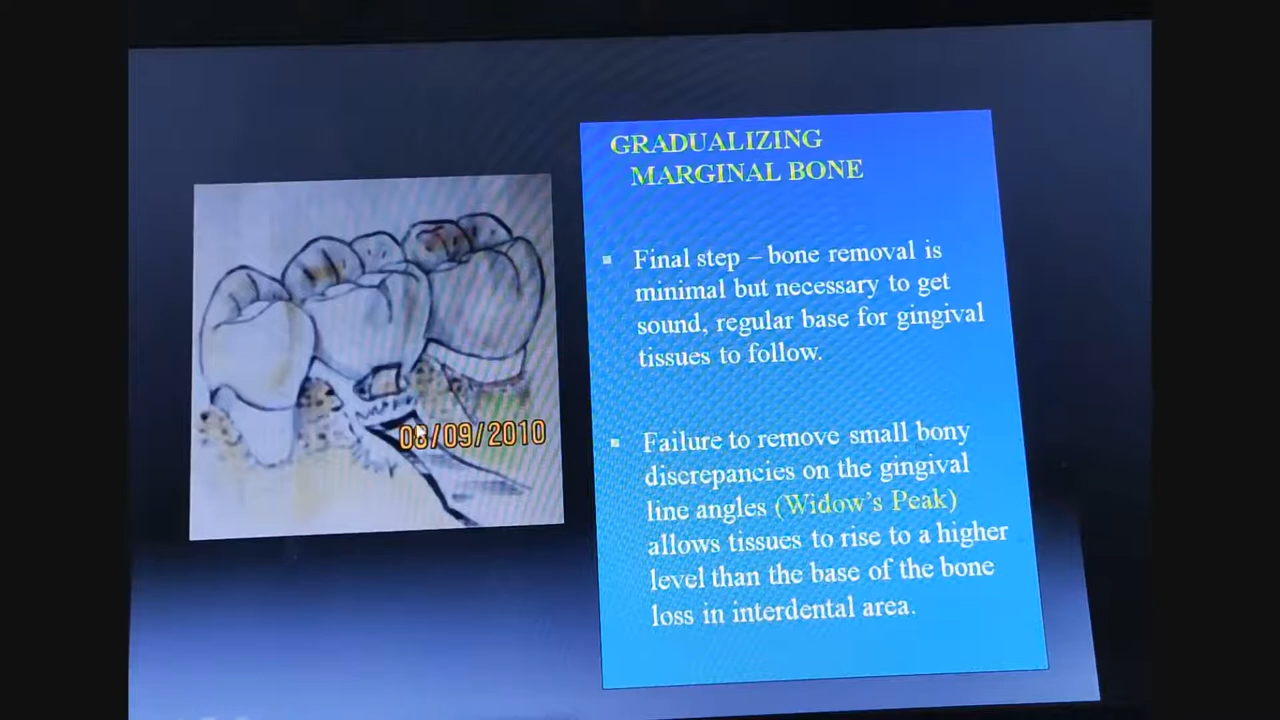 GRADUALIZING
MARGINAL BONE
Final step – bone removal is
minimal but necessary to get
sound, regular base for gingival
tissues to follow.
Failure to remove small bony
discrepancies on the gingival
line angles (Widow's Peak)
allows tissues to rise to a higher
level than the base of the bone
loss in interdental area.
08/09/2010